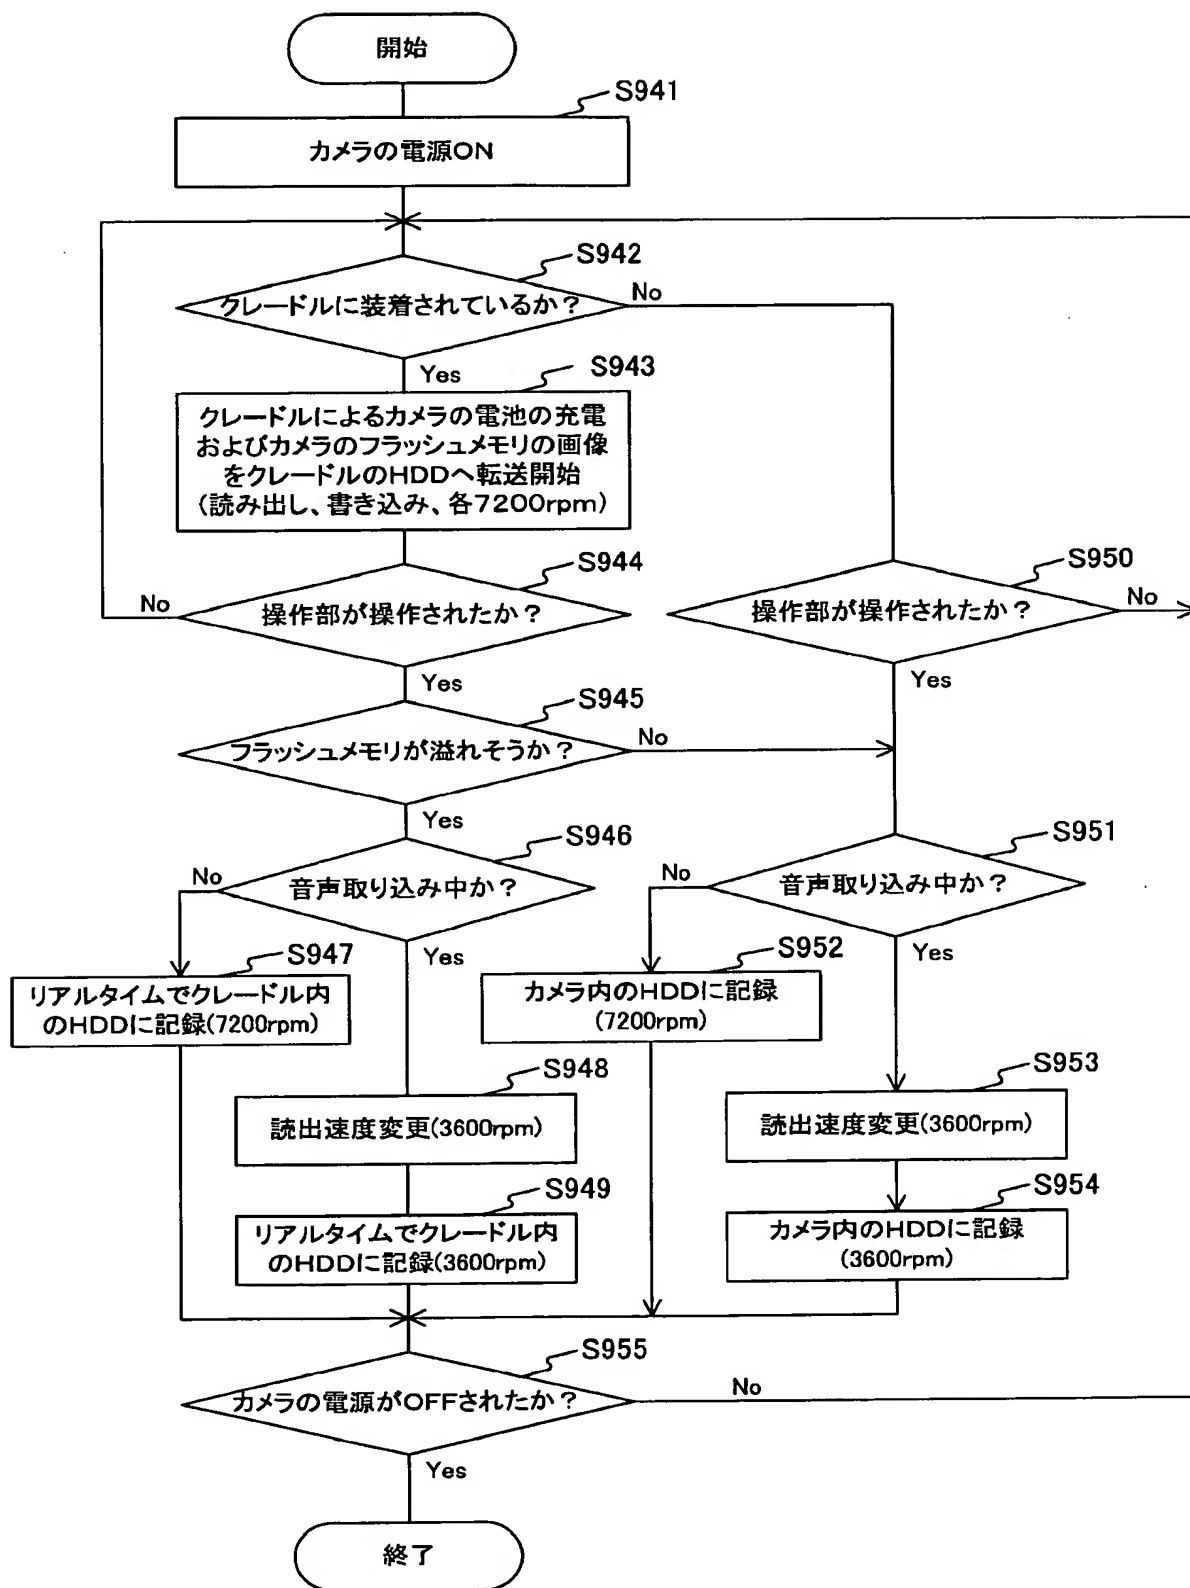 開始
S941
カメラの電源ON
S942
クレードルに装着されているか？
No
Yes
S943
クレードルによるカメラの電池の充電
およびカメラのフラッシュメモリの画像
をクレードルのHDDへ転送開始
(読み出し、書き込み、各7200rpm)
S944
操作部が操作されたか？
No
Yes
S950
操作部が操作されたか？
No
Yes
S945
フラッシュメモリが溢れそうか？
No
Yes
S946
音声取り込み中か？
No
Yes
S951
音声取り込み中か？
No
Yes
S947
リアルタイムでクレードル内
のHDDに記録(7200rpm)
S952
カメラ内のHDDに記録
(7200rpm)
S948
読出速度変更(3600rpm)
S953
読出速度変更(3600rpm)
S949
リアルタイムでクレードル内
のHDDに記録(3600rpm)
S954
カメラ内のHDDに記録
(3600rpm)
S955
カメラの電源がOFFされたか？
No
Yes
終了